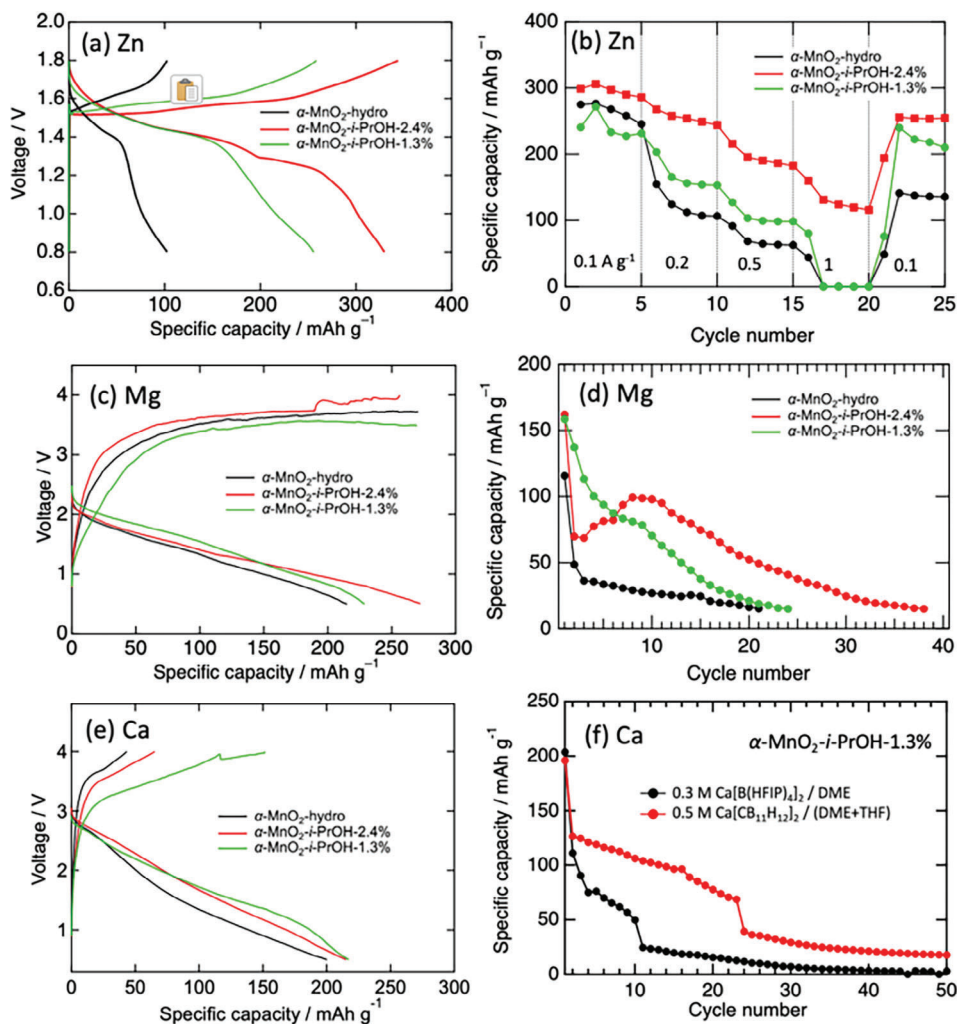 (a) Zn
Voltage / V
2.0
1.8
1.6
1.4
1.2
1.0
0.8
0.6
α-MnO₂-hydro
α-MnO₂-i-PrOH-2.4%
α-MnO₂-i-PrOH-1.3%
0 100 200 300 400
Specific capacity / mAh g⁻¹
(b) Zn
Specific capacity / mAh g⁻¹
400
300
200
100
0
α-MnO₂-hydro
α-MnO₂-i-PrOH-2.4%
α-MnO₂-i-PrOH-1.3%
0.1 A g⁻¹ 0.2 0.5 1 0.1
0 5 10 15 20 25
Cycle number
(c) Mg
Voltage / V
4
3
2
1
0
α-MnO₂-hydro
α-MnO₂-i-PrOH-2.4%
α-MnO₂-i-PrOH-1.3%
0 50 100 150 200 250 300
Specific capacity / mAh g⁻¹
(d) Mg
Specific capacity / mAh g⁻¹
200
150
100
50
0
α-MnO₂-hydro
α-MnO₂-i-PrOH-2.4%
α-MnO₂-i-PrOH-1.3%
10 20 30 40
Cycle number
(e) Ca
Voltage / V
4
3
2
1
α-MnO₂-hydro
α-MnO₂-i-PrOH-2.4%
α-MnO₂-i-PrOH-1.3%
0 50 100 150 200 250 300
Specific capacity / mAh g⁻¹
(f) Ca
α-MnO₂-i-PrOH-1.3%
Specific capacity / mAh g⁻¹
250
200
150
100
50
0
0.3 M Ca[B(HFIP)₄]₂ / DME
0.5 M Ca[CB₁₁H₁₂]₂ / (DME+THF)
10 20 30 40 50
Cycle number